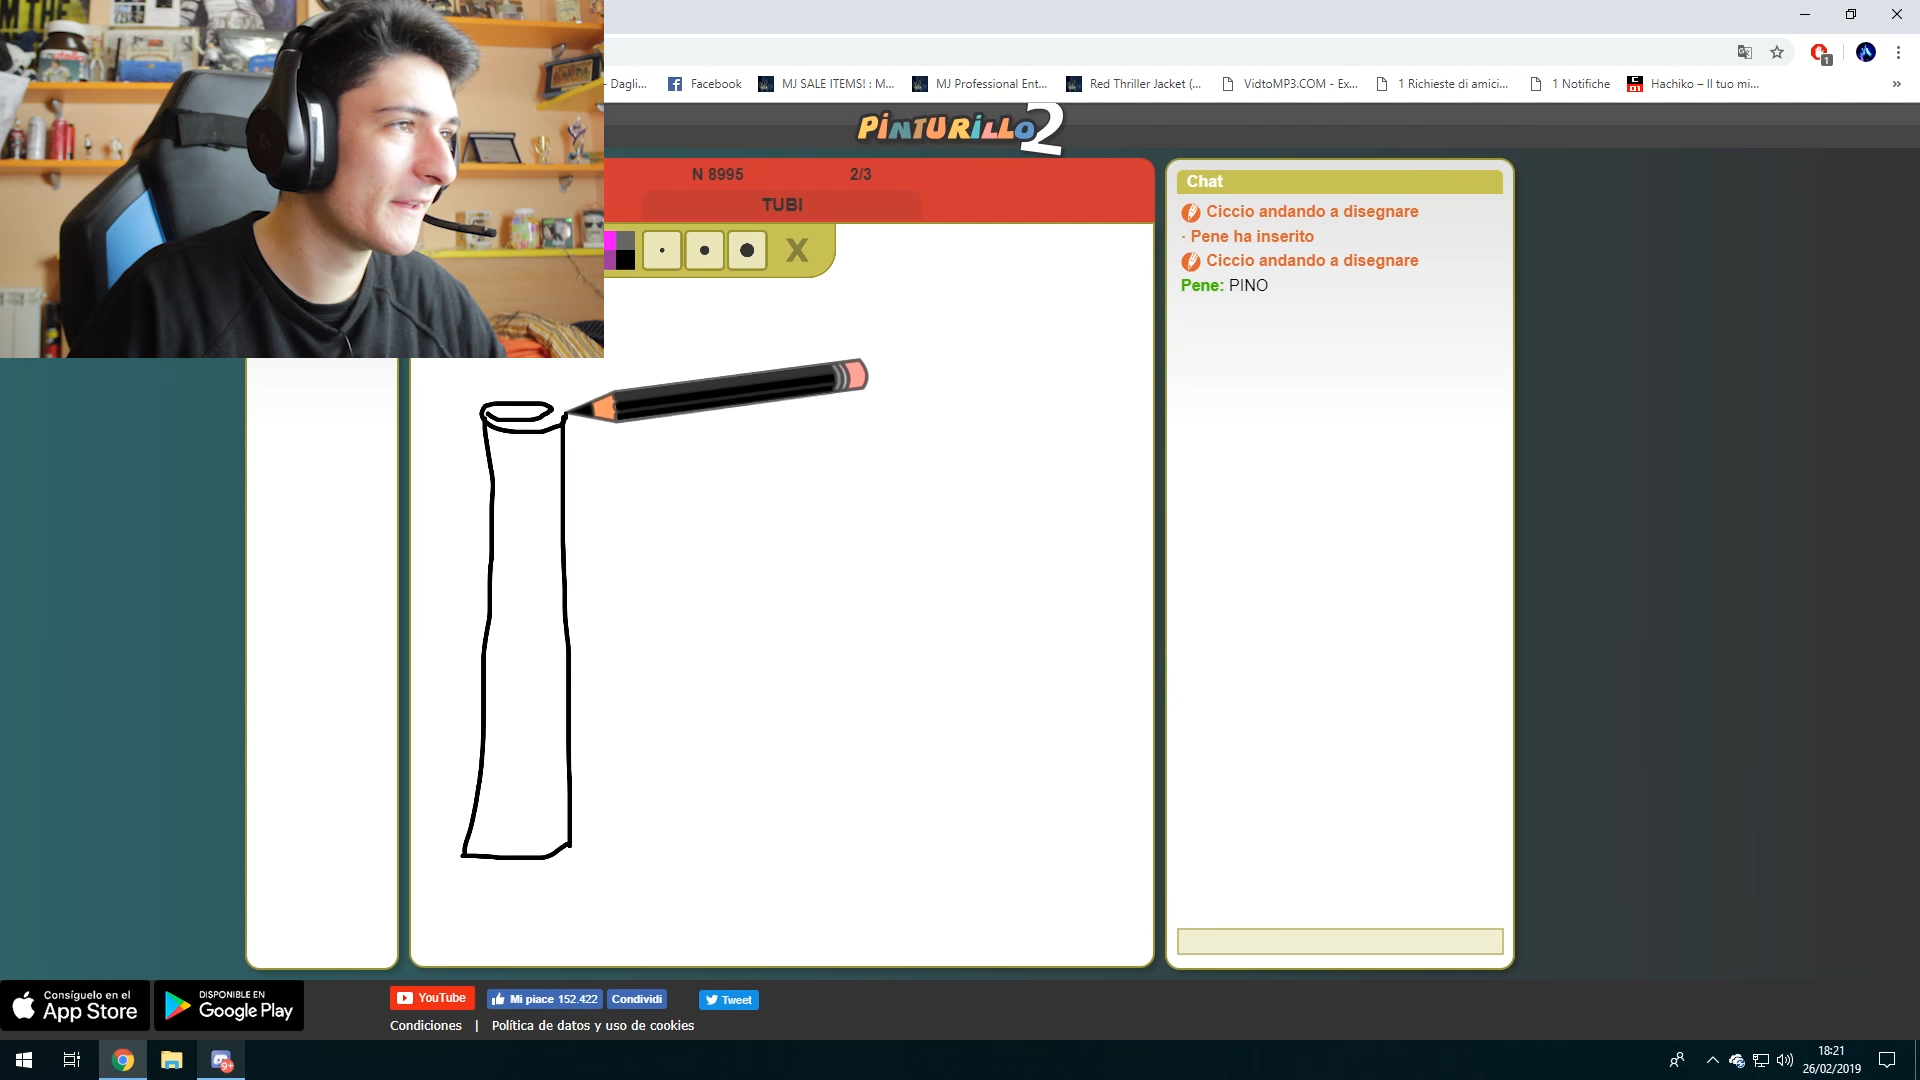 - Dagli...
Facebook
MJ SALE ITEMS! : M...
MJ Professional Ent...
Red Thriller Jacket (...
VidtoMP3.COM - Ex...
1 Richieste di amici...
1 Notifiche
Hachiko – Il tuo mi...
»
1
PINTURILLO2
N 8995
2/3
TUBI
X
Chat
Ciccio andando a disegnare
· Pene ha inserito
Ciccio andando a disegnare
Pene: PINO
Consíguelo en el
App Store
DISPONIBLE EN
Google Play
YouTube
Mi piace 152.422
Condividi
Tweet
Condiciones | Política de datos y uso de cookies
9+
18:21
26/02/2019